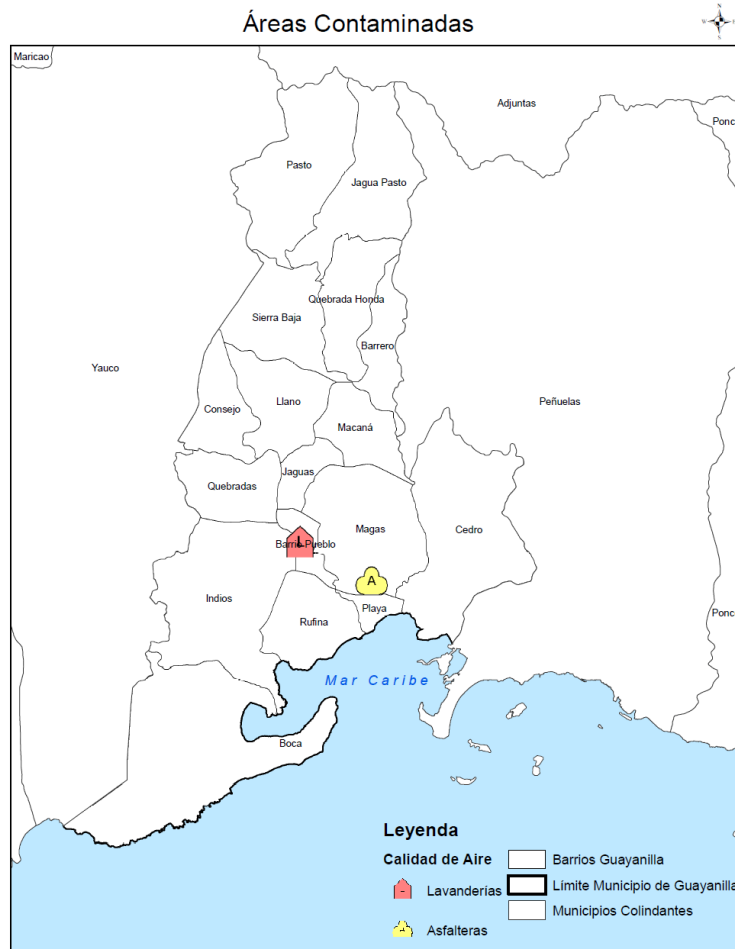 Áreas Contaminadas
N
W
E
S
Maricao
Adjuntas
Ponc
Pasto
Jagua Pasto
Quebrada Honda
Sierra Baja
Barrero
Yauco
Llano
Peñuelas
Consejo
Macaná
Jaguas
Quebradas
Magas
Cedro
L
Barrio Pueblo
A
Indios
Playa
Ponc
Rufina
Mar Caribe
Boca
Leyenda
Calidad de Aire
Barrios Guayanilla
Lavanderías
Límite Municipio de Guayanilla
Municipios Colindantes
Asfalteras